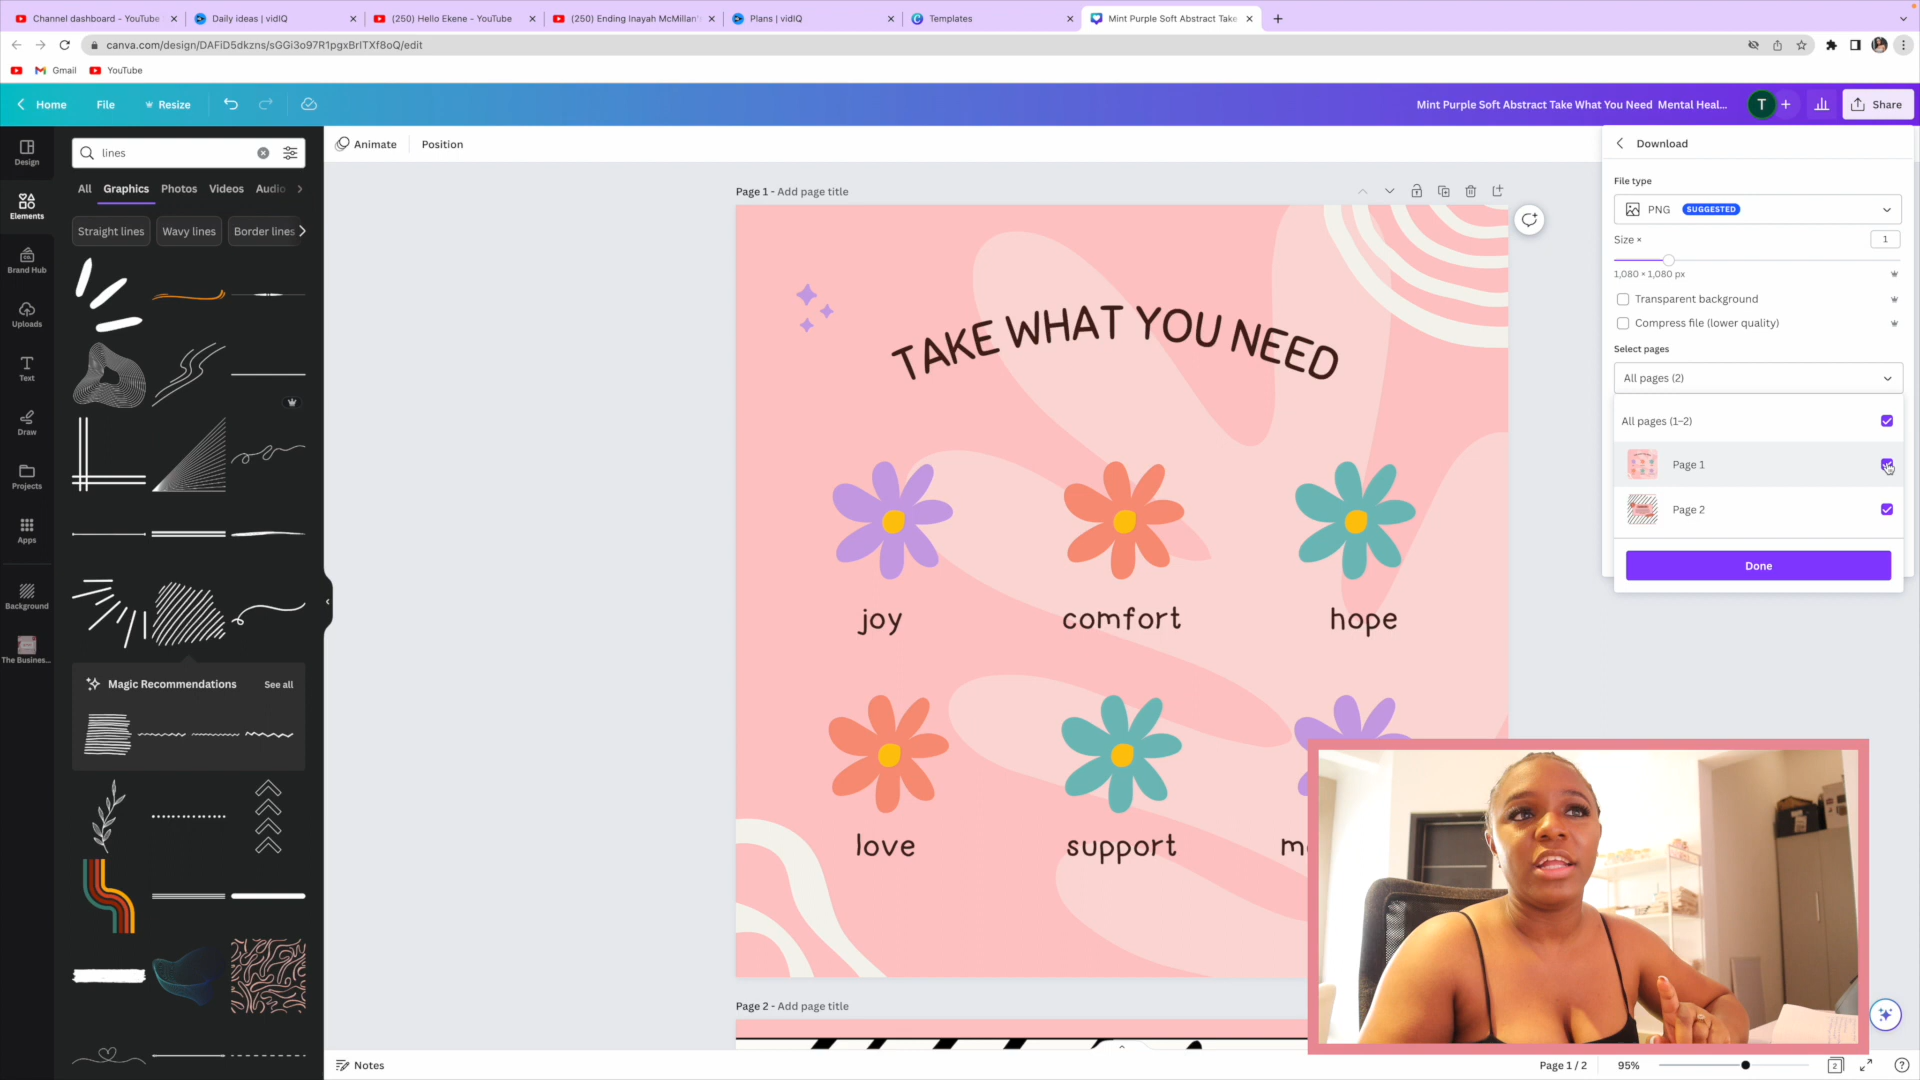 Channel dashboard - YouTube
Daily ideas | vidIQ
(250) Hello Ekene - YouTube
(250) Ending Inayah McMillan'
Plans | vidIQ
Templates
Mint Purple Soft Abstract Take
canva.com/design/DAFiD5dkzns/sGGi3o97R1pgxBrITXf8oQ/edit
Gmail
YouTube
Home
File
Resize
Mint Purple Soft Abstract Take What You Need Mental Heal...
T
Share
Design
Elements
Brand Hub
Uploads
Text
Draw
Projects
Apps
Background
The Busines...
lines
All
Graphics
Photos
Videos
Audio
Straight lines
Wavy lines
Border lines
Magic Recommendations
See all
Animate
Position
Page 1 - Add page title
TAKE WHAT YOU NEED
joy
comfort
hope
love
support
Page 2 - Add page title
Download
File type
PNG
SUGGESTED
Size ×
1
1,080 × 1,080 px
Transparent background
Compress file (lower quality)
Select pages
All pages (2)
All pages (1-2)
Page 1
Page 2
Done
Notes
Page 1 / 2
95%
2